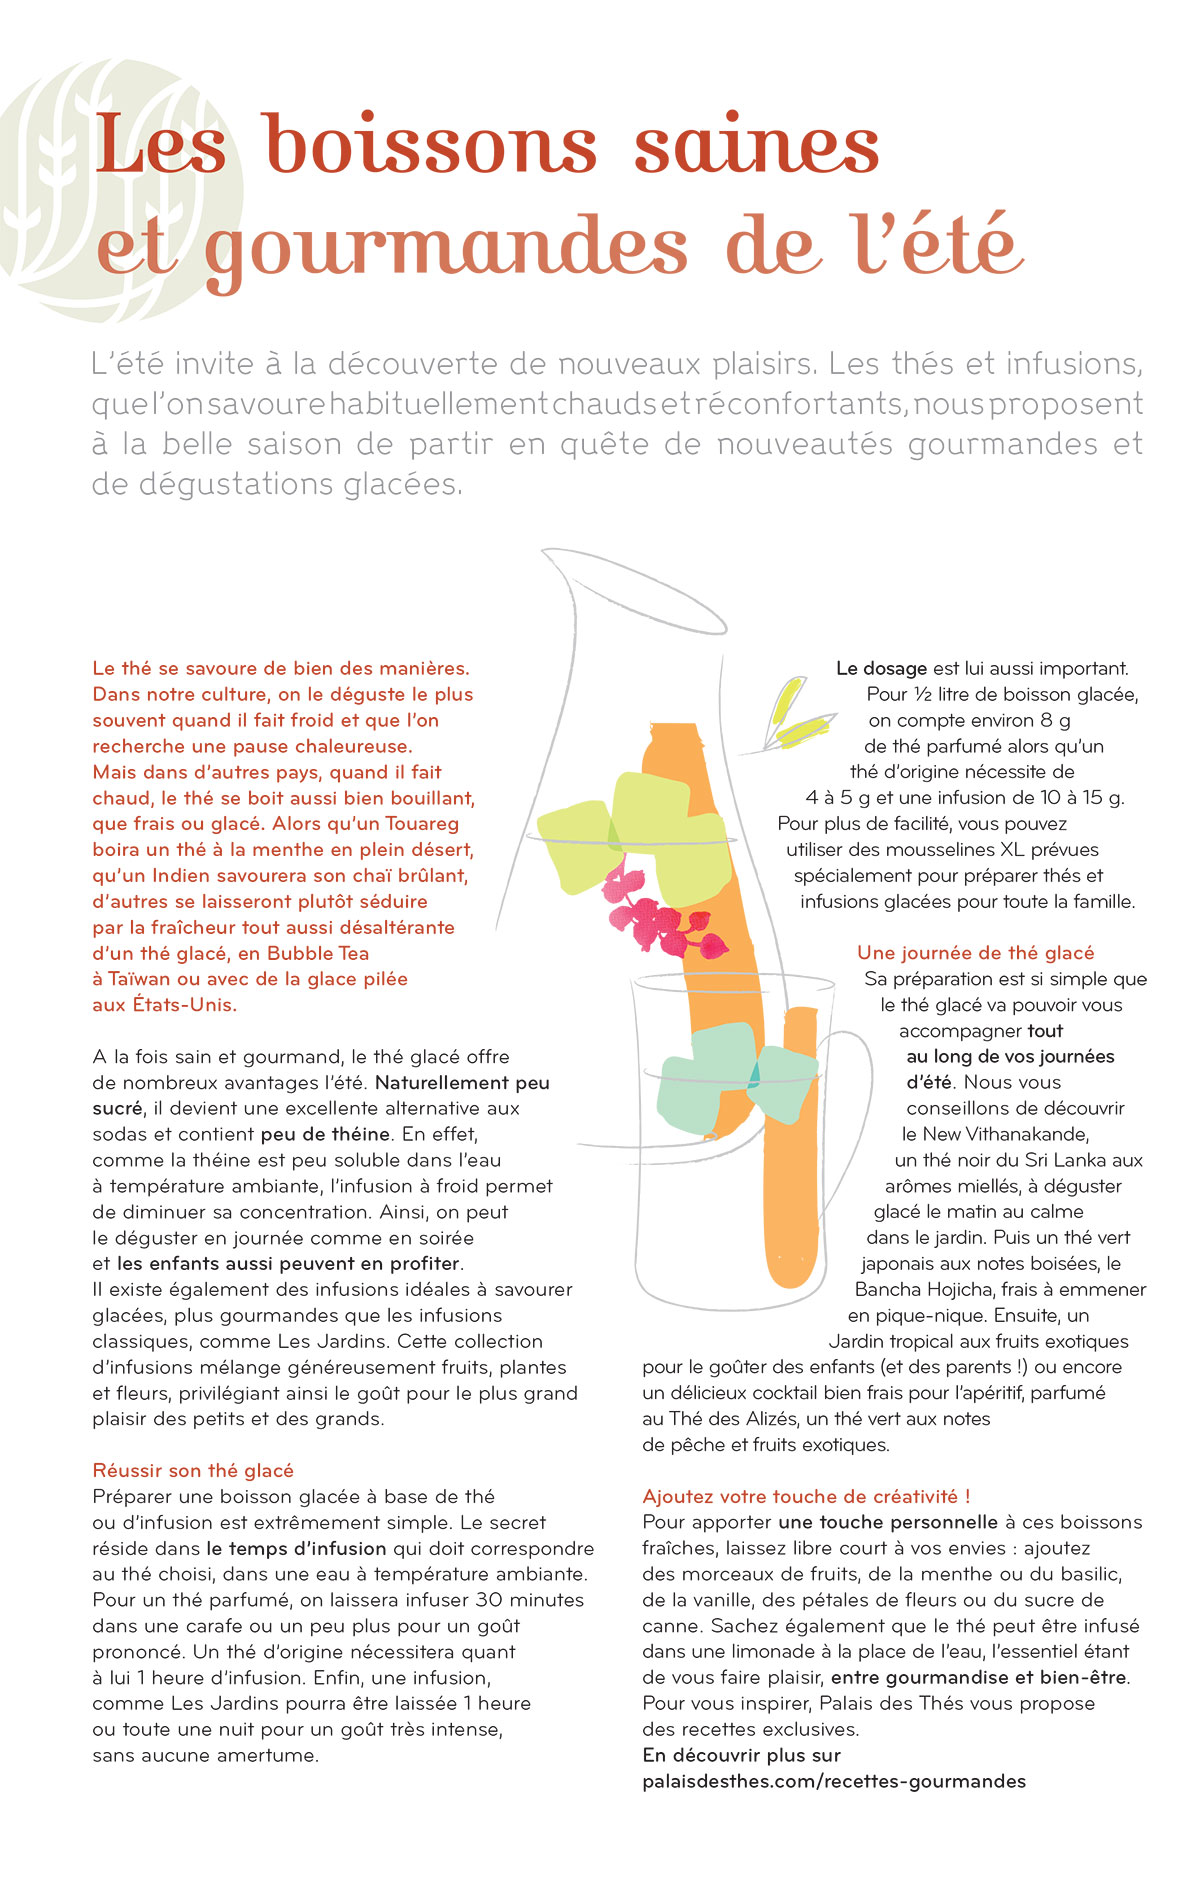 Les boissons saines
et gourmandes de l’été
L’été invite à la découverte de nouveaux plaisirs. Les thés et infusions,
que l’on savoure habituellement chauds et réconfortants, nous proposent
à la belle saison de partir en quête de nouveautés gourmandes et
de dégustations glacées.
Le thé se savoure de bien des manières.
Dans notre culture, on le déguste le plus
souvent quand il fait froid et que l’on
recherche une pause chaleureuse.
Mais dans d’autres pays, quand il fait
chaud, le thé se boit aussi bien bouillant,
que frais ou glacé. Alors qu’un Touareg
boira un thé à la menthe en plein désert,
qu’un Indien savourera son chaï brûlant,
d’autres se laisseront plutôt séduire
par la fraîcheur tout aussi désaltérante
d’un thé glacé, en Bubble Tea
à Taïwan ou avec de la glace pilée
aux États-Unis.
A la fois sain et gourmand, le thé glacé offre
de nombreux avantages l’été. Naturellement peu
sucré, il devient une excellente alternative aux
sodas et contient peu de théine. En effet,
comme la théine est peu soluble dans l’eau
à température ambiante, l’infusion à froid permet
de diminuer sa concentration. Ainsi, on peut
le déguster en journée comme en soirée
et les enfants aussi peuvent en profiter.
Il existe également des infusions idéales à savourer
glacées, plus gourmandes que les infusions
classiques, comme Les Jardins. Cette collection
d’infusions mélange généreusement fruits, plantes
et fleurs, privilégiant ainsi le goût pour le plus grand
plaisir des petits et des grands.
Réussir son thé glacé
Préparer une boisson glacée à base de thé
ou d’infusion est extrêmement simple. Le secret
réside dans le temps d’infusion qui doit correspondre
au thé choisi, dans une eau à température ambiante.
Pour un thé parfumé, on laissera infuser 30 minutes
dans une carafe ou un peu plus pour un goût
prononcé. Un thé d’origine nécessitera quant
à lui 1 heure d’infusion. Enfin, une infusion,
comme Les Jardins pourra être laissée 1 heure
ou toute une nuit pour un goût très intense,
sans aucune amertume.
Le dosage est lui aussi important.
Pour ½ litre de boisson glacée,
on compte environ 8 g
de thé parfumé alors qu’un
thé d’origine nécessite de
4 à 5 g et une infusion de 10 à 15 g.
Pour plus de facilité, vous pouvez
utiliser des mousselines XL prévues
spécialement pour préparer thés et
infusions glacées pour toute la famille.
Une journée de thé glacé
Sa préparation est si simple que
le thé glacé va pouvoir vous
accompagner tout
au long de vos journées
d’été. Nous vous
conseillons de découvrir
le New Vithanakande,
un thé noir du Sri Lanka aux
arômes miellés, à déguster
glacé le matin au calme
dans le jardin. Puis un thé vert
japonais aux notes boisées, le
Bancha Hojicha, frais à emmener
en pique-nique. Ensuite, un
Jardin tropical aux fruits exotiques
pour le goûter des enfants (et des parents !) ou encore
un délicieux cocktail bien frais pour l’apéritif, parfumé
au Thé des Alizés, un thé vert aux notes
de pêche et fruits exotiques.
Ajoutez votre touche de créativité !
Pour apporter une touche personnelle à ces boissons
fraîches, laissez libre court à vos envies : ajoutez
des morceaux de fruits, de la menthe ou du basilic,
de la vanille, des pétales de fleurs ou du sucre de
canne. Sachez également que le thé peut être infusé
dans une limonade à la place de l’eau, l’essentiel étant
de vous faire plaisir, entre gourmandise et bien-être.
Pour vous inspirer, Palais des Thés vous propose
des recettes exclusives.
En découvrir plus sur
palaisdesthes.com/recettes-gourmandes